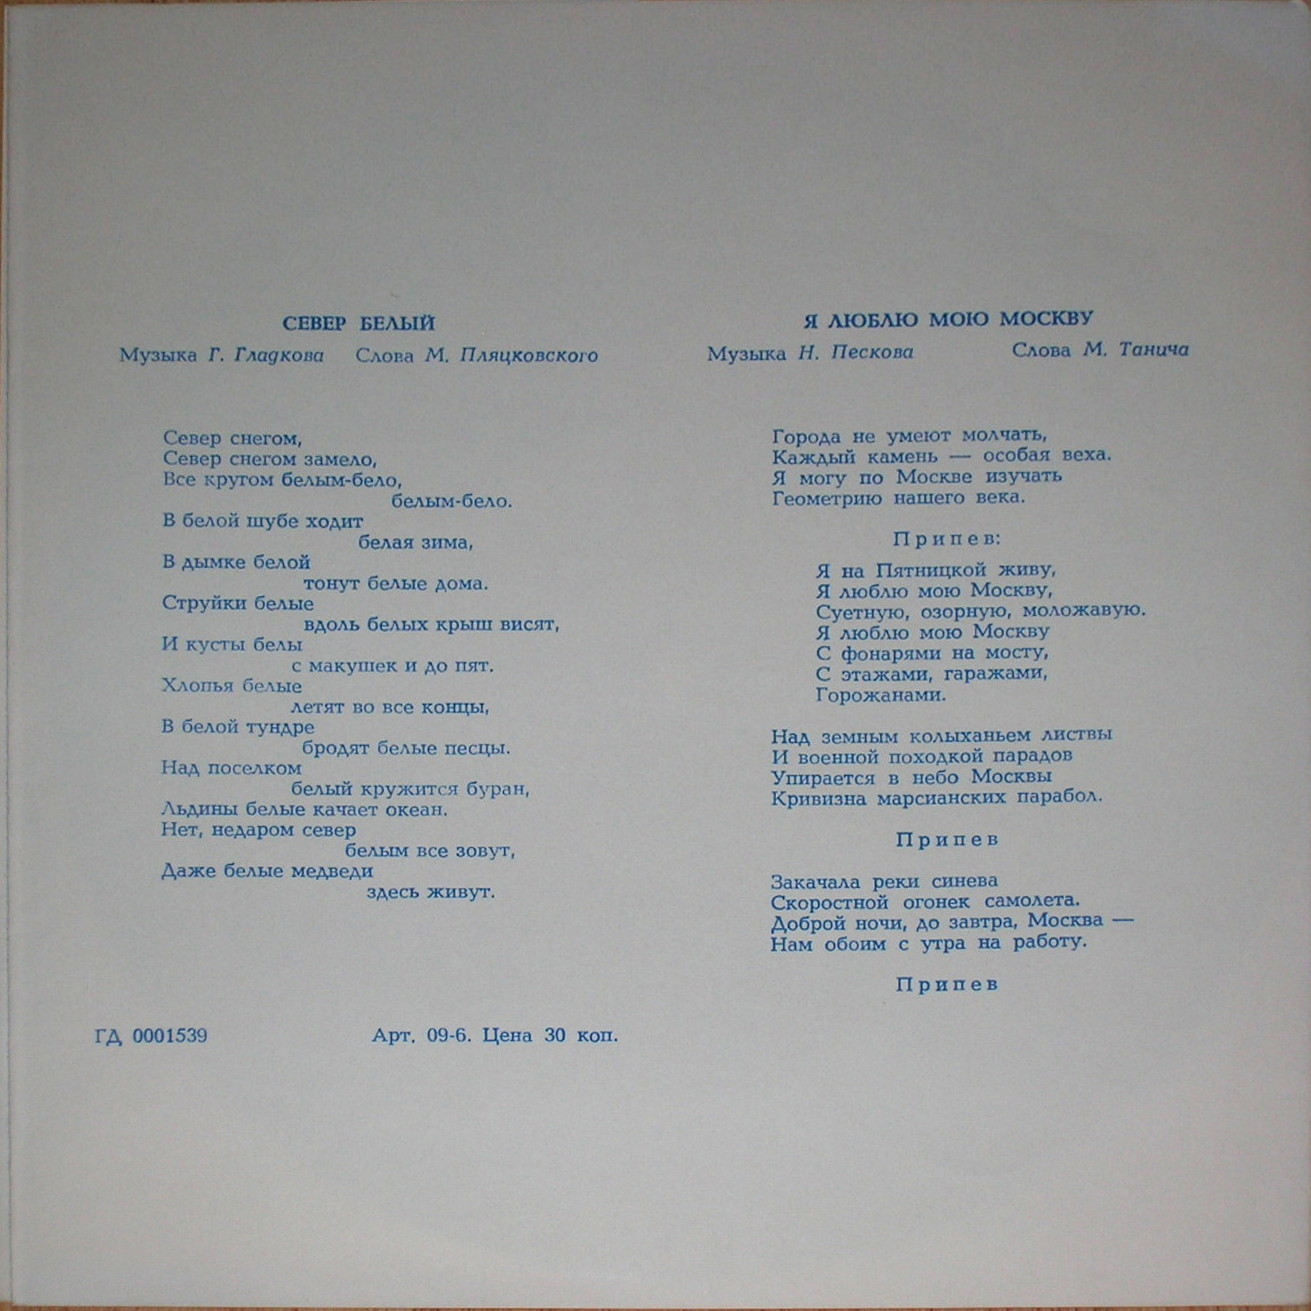 СЕВЕР БЕЛЫЙ
Музыка Г. Гладкова Слова М. Пляцковского
Север снегом,
Север снегом замело,
Все кругом белым-бело,
белым-бело.
В белой шубе ходит
белая зима,
В дымке белой
тонут белые дома.
Струйки белые
вдоль белых крыш висят,
И кусты белы
с макушек и до пят.
Хлопья белые
летят во все концы,
В белой тундре
бродят белые песцы.
Над поселком
белый кружится буран,
Льдины белые качает океан.
Нет, недаром север
белым все зовут,
Даже белые медведи
здесь живут.
ГД 0001539 Арт. 09-6. Цена 30 коп.
Я ЛЮБЛЮ МОЮ МОСКВУ
Музыка Н. Пескова Слова М. Танича
Города не умеют молчать,
Каждый камень — особая веха.
Я могу по Москве изучать
Геометрию нашего века.
Припев:
Я на Пятницкой живу,
Я люблю мою Москву,
Суетную, озорную, моложавую.
Я люблю мою Москву
С фонарями на мосту,
С этажами, гаражами,
Горожанами.
Над земным колыханьем листвы
И военной походкой парадов
Упирается в небо Москвы
Кривизна марсианских парабол.
Припев
Закачала реки синева
Скоростной огонек самолета.
Доброй ночи, до завтра, Москва —
Нам обоим с утра на работу.
Припев